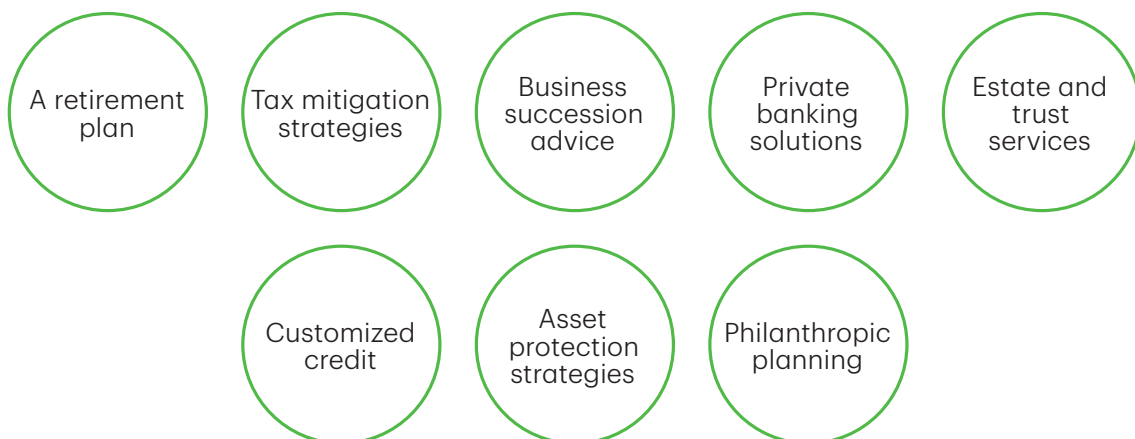 A retirement
plan
Tax mitigation
strategies
Business
succession
advice
Private
banking
solutions
Estate and
trust
services
Customized
credit
Asset
protection
strategies
Philanthropic
planning